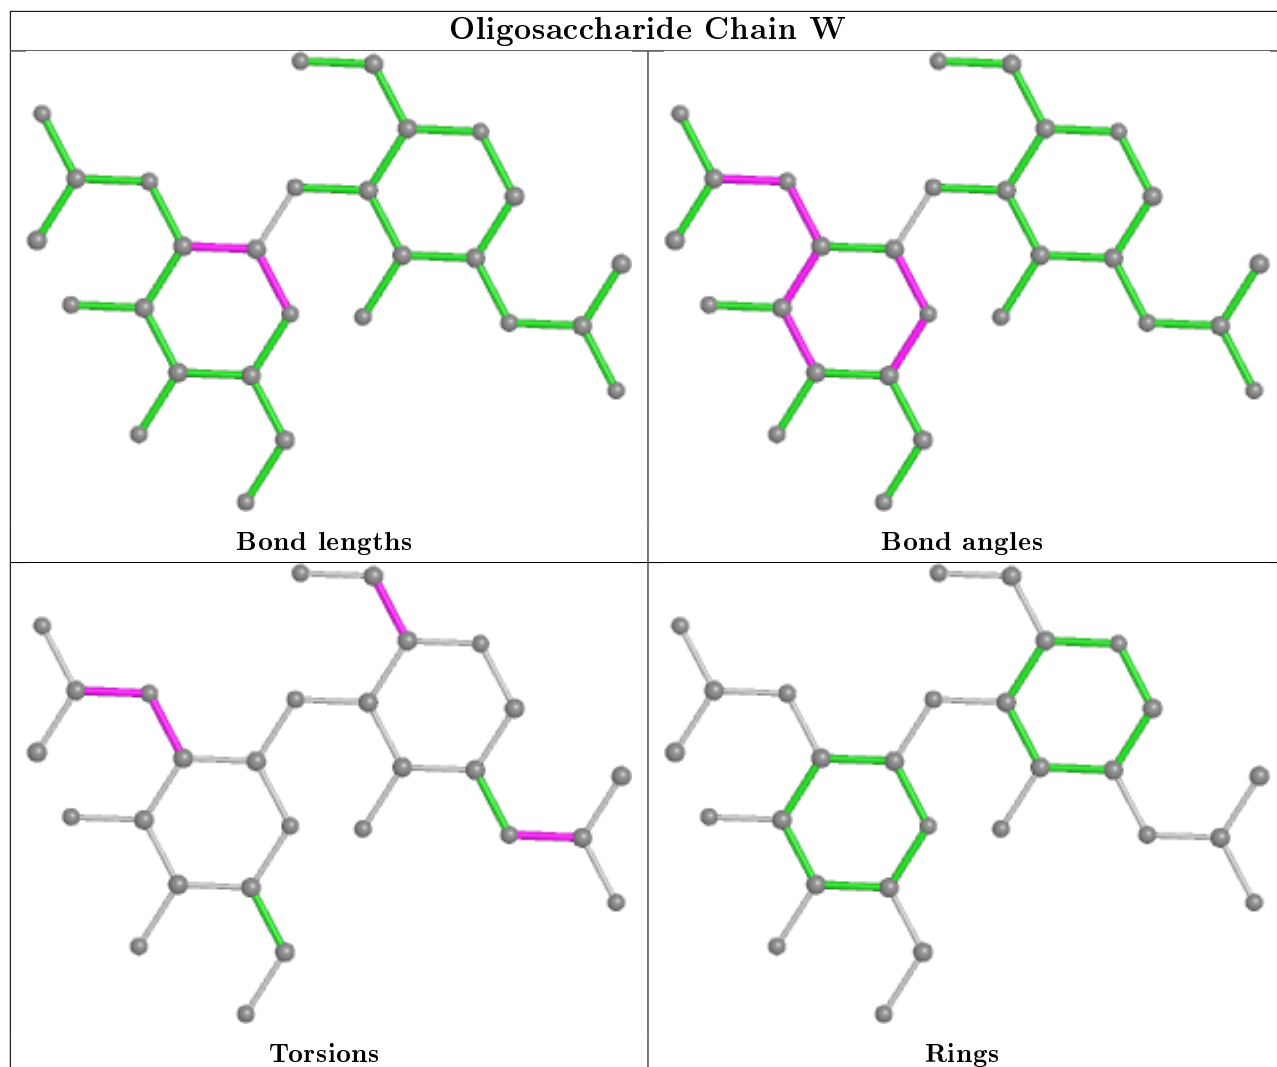 Oligosaccharide Chain W
Bond lengths
Bond angles
Torsions
Rings